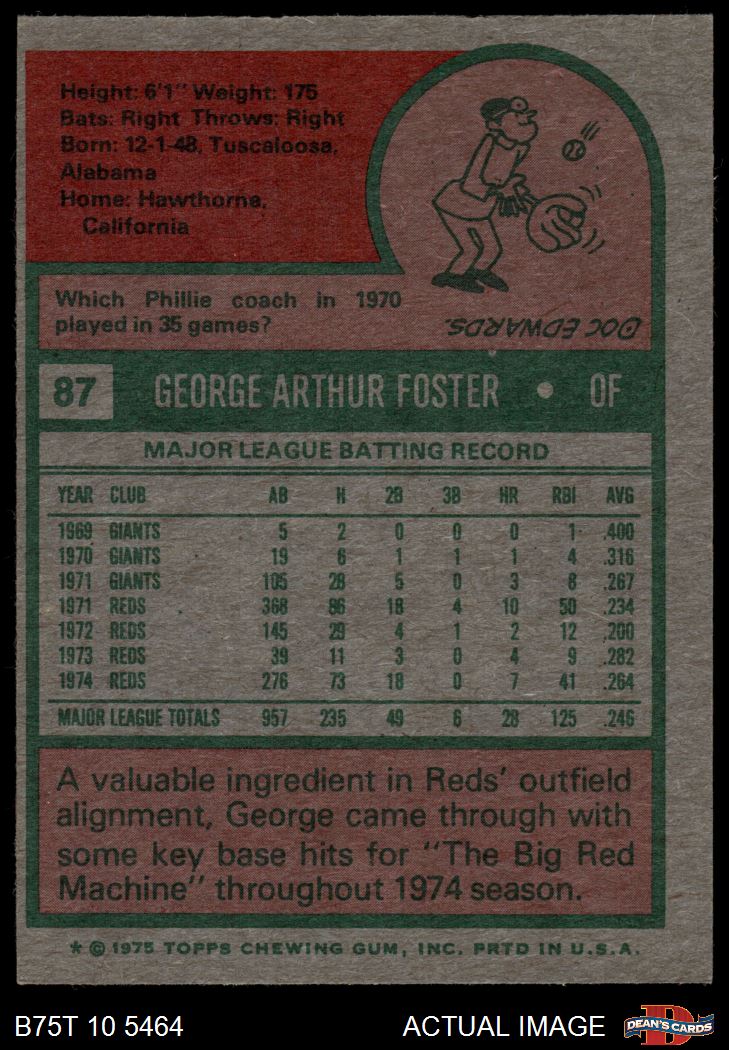 Height: 6'1" Weight: 175
Bats: Right Throws: Right
Born: 12-1-48, Tuscaloosa,
Alabama
Home: Hawthorne,
California
Which Phillie coach in 1970
played in 35 games?
DOC EDWARDS.
87 GEORGE ARTHUR FOSTER • OF
MAJOR LEAGUE BATTING RECORD
YEAR CLUB AB H 2B 3B HR RBI AVG
1969 GIANTS 5 2 0 0 0 1 .400
1970 GIANTS 19 6 1 1 1 4 .316
1971 GIANTS 105 28 5 0 3 8 .267
1971 REDS 368 86 18 4 10 50 .234
1972 REDS 145 29 4 1 2 12 .200
1973 REDS 39 11 3 0 4 9 .282
1974 REDS 276 73 18 0 7 41 .264
MAJOR LEAGUE TOTALS 957 235 49 6 28 125 .246
A valuable ingredient in Reds' outfield
alignment, George came through with
some key base hits for "The Big Red
Machine" throughout 1974 season.
* © 1975 TOPPS CHEWING GUM, INC. PRTD IN U.S.A.
B75T 10 5464 ACTUAL IMAGE
DEAN'S CARDS